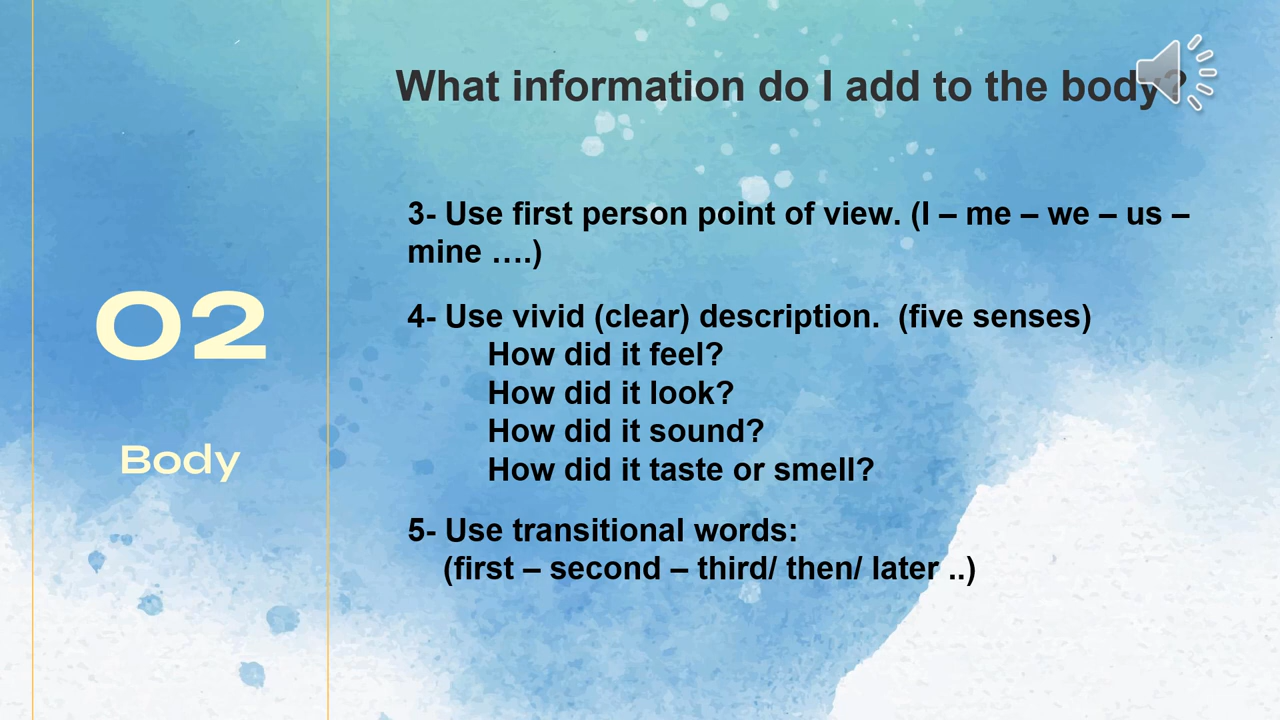 What information do I add to the body?
3- Use first person point of view. (I – me – we – us –
mine ….)
4- Use vivid (clear) description.  (five senses)
How did it feel?
How did it look?
How did it sound?
How did it taste or smell?
5- Use transitional words:
(first – second – third/ then/ later ..)
02
Body